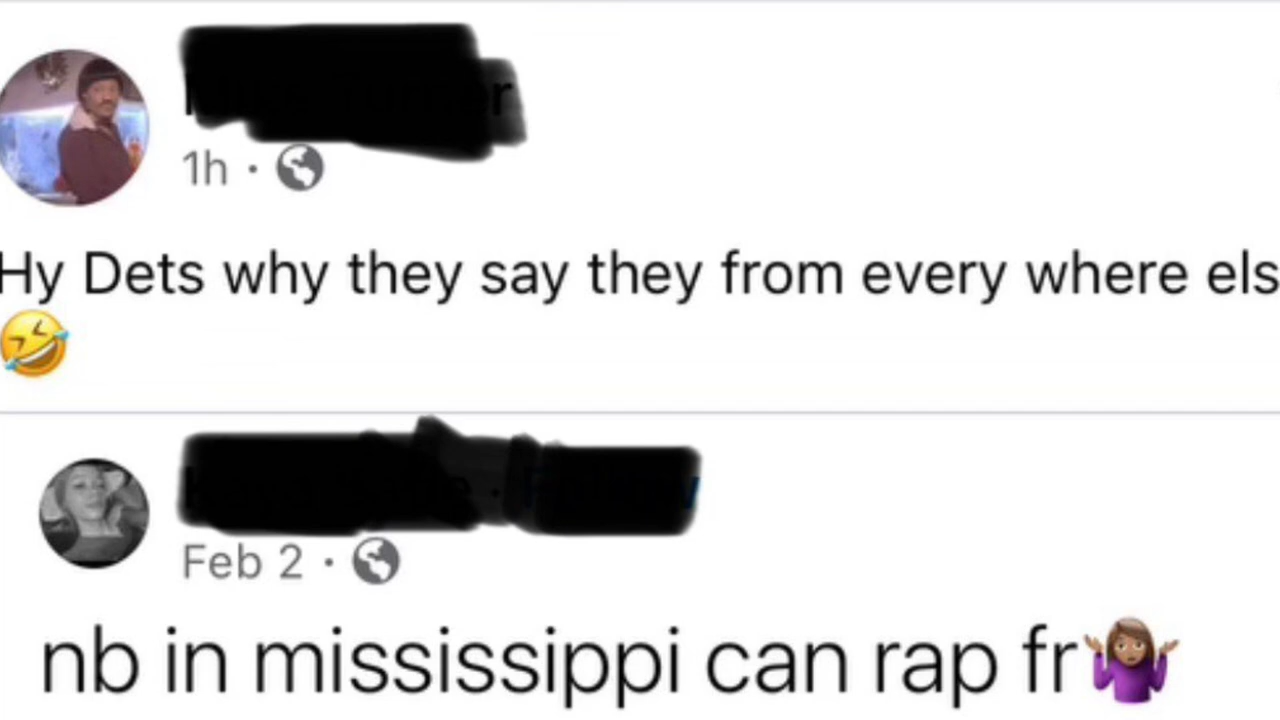 1h ·
Hy Dets why they say they from every where els
🤣
Feb 2 ·
nb in mississippi can rap fr🤷🏽‍♀️